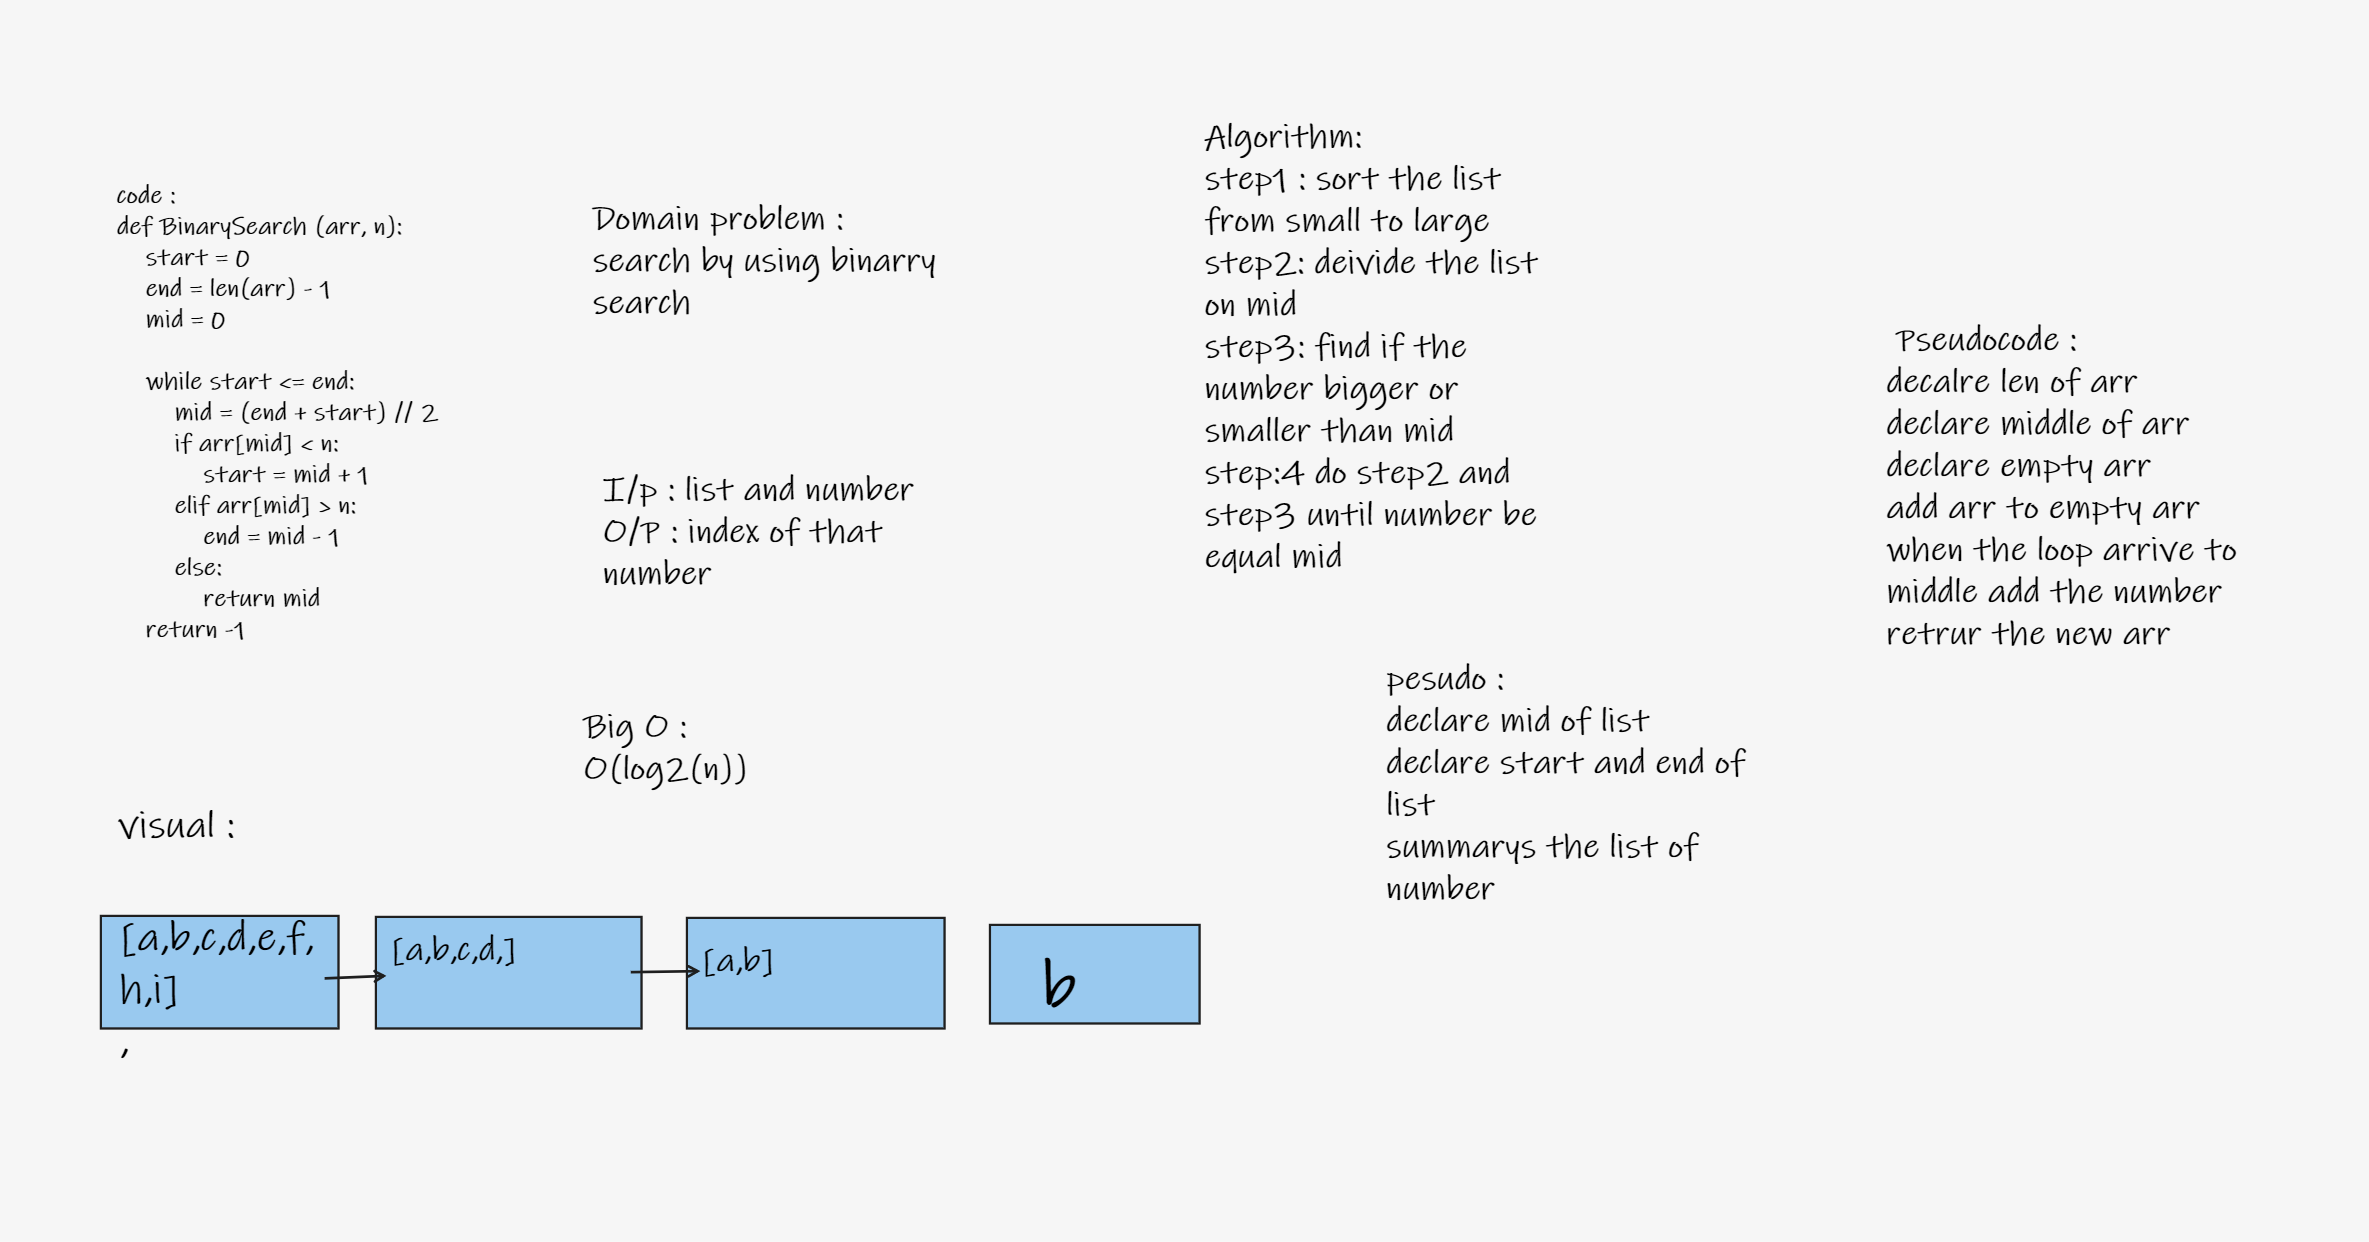 code :
def BinarySearch (arr, n):
start = 0
end = len(arr) - 1
mid = 0
while start <= end:
mid = (end + start) // 2
if arr[mid] < n:
start = mid + 1
elif arr[mid] > n:
end = mid - 1
else:
return mid
return -1
Domain problem :
search by using binarry
search
I/p : list and number
O/P : index of that
number
Big O :
O(log2(n))
Algorithm:
step1 : sort the list
from small to large
step2: deivide the list
on mid
step3: find if the
number bigger or
smaller than mid
step:4 do step2 and
step3 until number be
equal mid
Pseudocode :
decalre len of arr
declare middle of arr
declare empty arr
add arr to empty arr
when the loop arrive to
middle add the number
retrur the new arr
pesudo :
declare mid of list
declare start and end of
list
summarys the list of
number
visual :
[a,b,c,d,e,f,
h,i]
,
[a,b,c,d,]
[a,b]
b